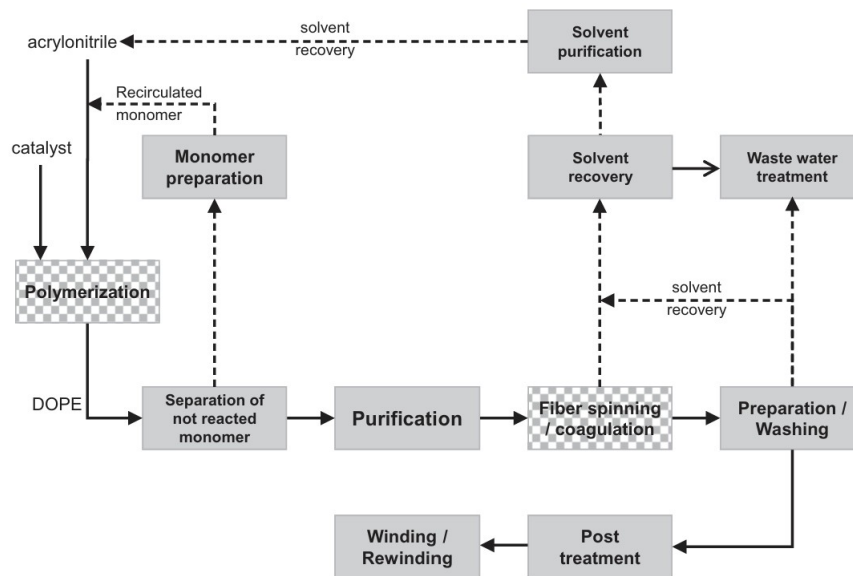 Solvent
purification
solvent
recovery
acrylonitrile
Recirculated
monomer
catalyst
Monomer
preparation
Solvent
recovery
Waste water
treatment
Polymerization
solvent
recovery
DOPE
Separation of
not reacted
monomer
Purification
Fiber spinning
/ coagulation
Preparation /
Washing
Winding /
Rewinding
Post
treatment